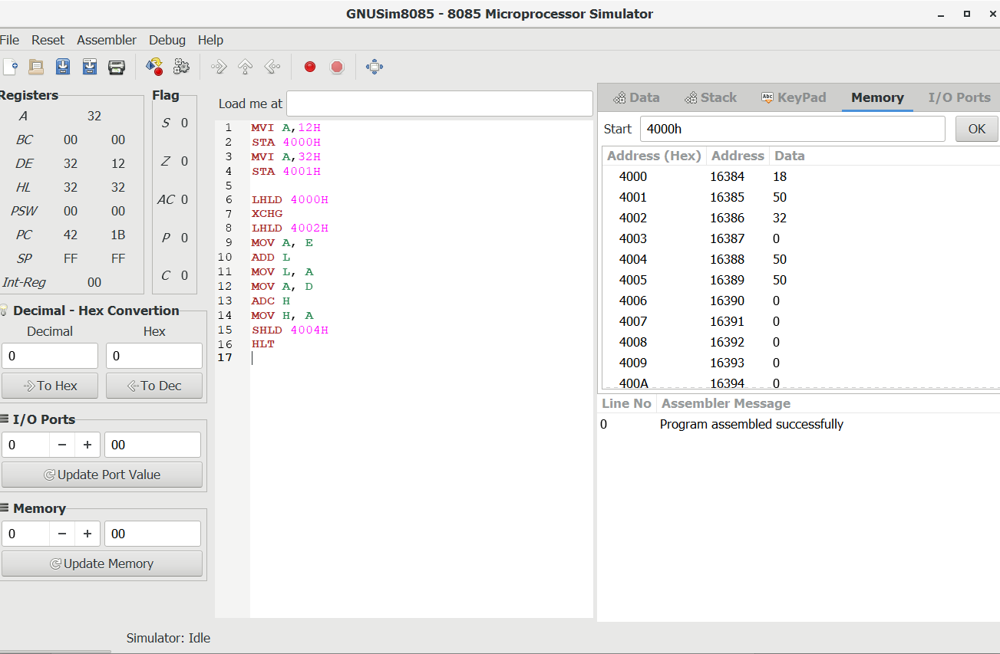 GNUSim8085 - 8085 Microprocessor Simulator
File Reset Assembler Debug Help
Registers
A 32
BC 00 00
DE 32 12
HL 32 32
PSW 00 00
PC 42 1B
SP FF FF
Int-Reg 00
Flag
S 0
Z 0
AC 0
P 0
C 0
Decimal - Hex Convertion
Decimal Hex
0 0
To Hex To Dec
I/O Ports
0 − + 00
Update Port Value
Memory
0 − + 00
Update Memory
Load me at
1 MVI A,12H
2 STA 4000H
3 MVI A,32H
4 STA 4001H
5
6 LHLD 4000H
7 XCHG
8 LHLD 4002H
9 MOV A, E
10 ADD L
11 MOV L, A
12 MOV A, D
13 ADC H
14 MOV H, A
15 SHLD 4004H
16 HLT
17
Data Stack Abc KeyPad Memory I/O Ports
Start 4000h OK
Address (Hex) Address Data
4000 16384 18
4001 16385 50
4002 16386 32
4003 16387 0
4004 16388 50
4005 16389 50
4006 16390 0
4007 16391 0
4008 16392 0
4009 16393 0
400A 16394 0
Line No Assembler Message
0 Program assembled successfully
Simulator: Idle